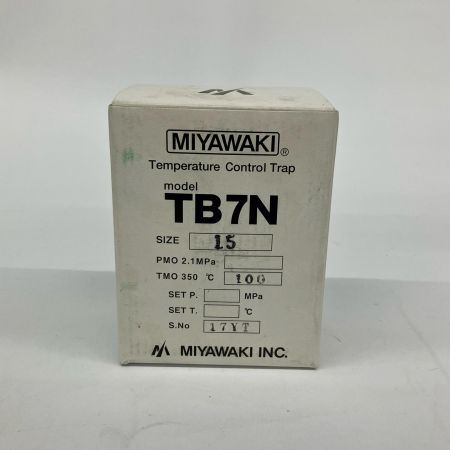 MIYAWAKI®
Temperature Control Trap
model
TB7N
SIZE 15
PMO 2.1MPa
TMO 350 °C 100
SET P. MPa
SET T. °C
S.No 17YT
MIYAWAKI INC.